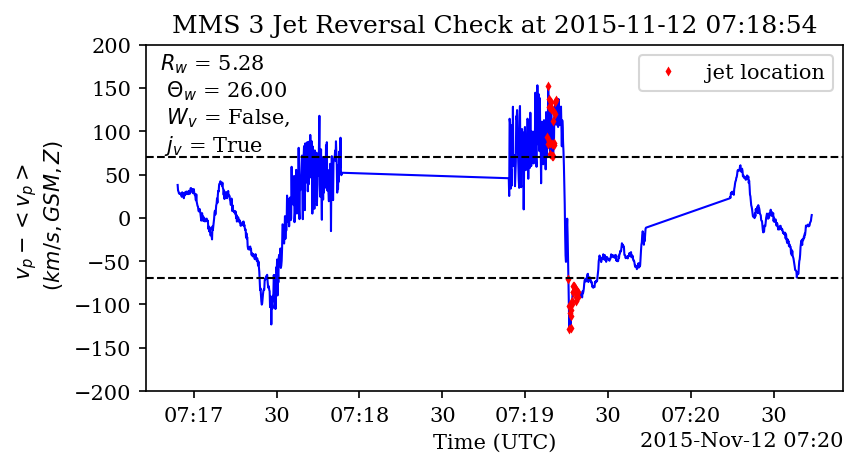 MMS 3 Jet Reversal Check at 2015-11-12 07:18:54
R_w = 5.28
Θ_w = 26.00
W_v = False,
j_v = True
jet location
v_p − < v_p >
(km/s, GSM, Z)
200
150
100
50
0
−50
−100
−150
−200
07:17 30 07:18 30 07:19 30 07:20 30
Time (UTC)
2015-Nov-12 07:20